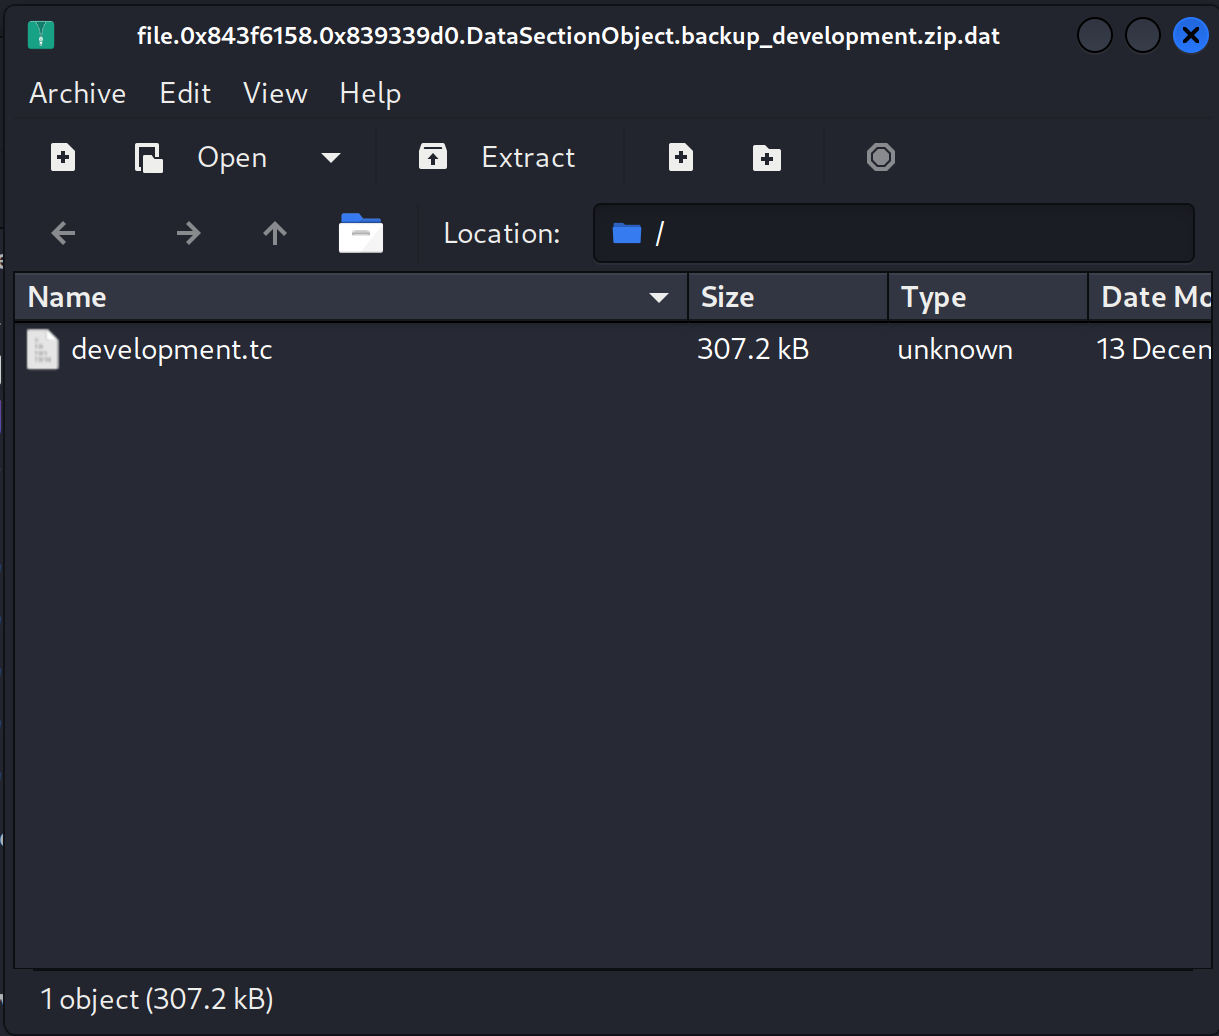 file.0x843f6158.0x839339d0.DataSectionObject.backup_development.zip.dat
Archive Edit View Help
Open Extract
Location: /
Name Size Type Date Mo
development.tc 307.2 kB unknown 13 Decen
1 object (307.2 kB)